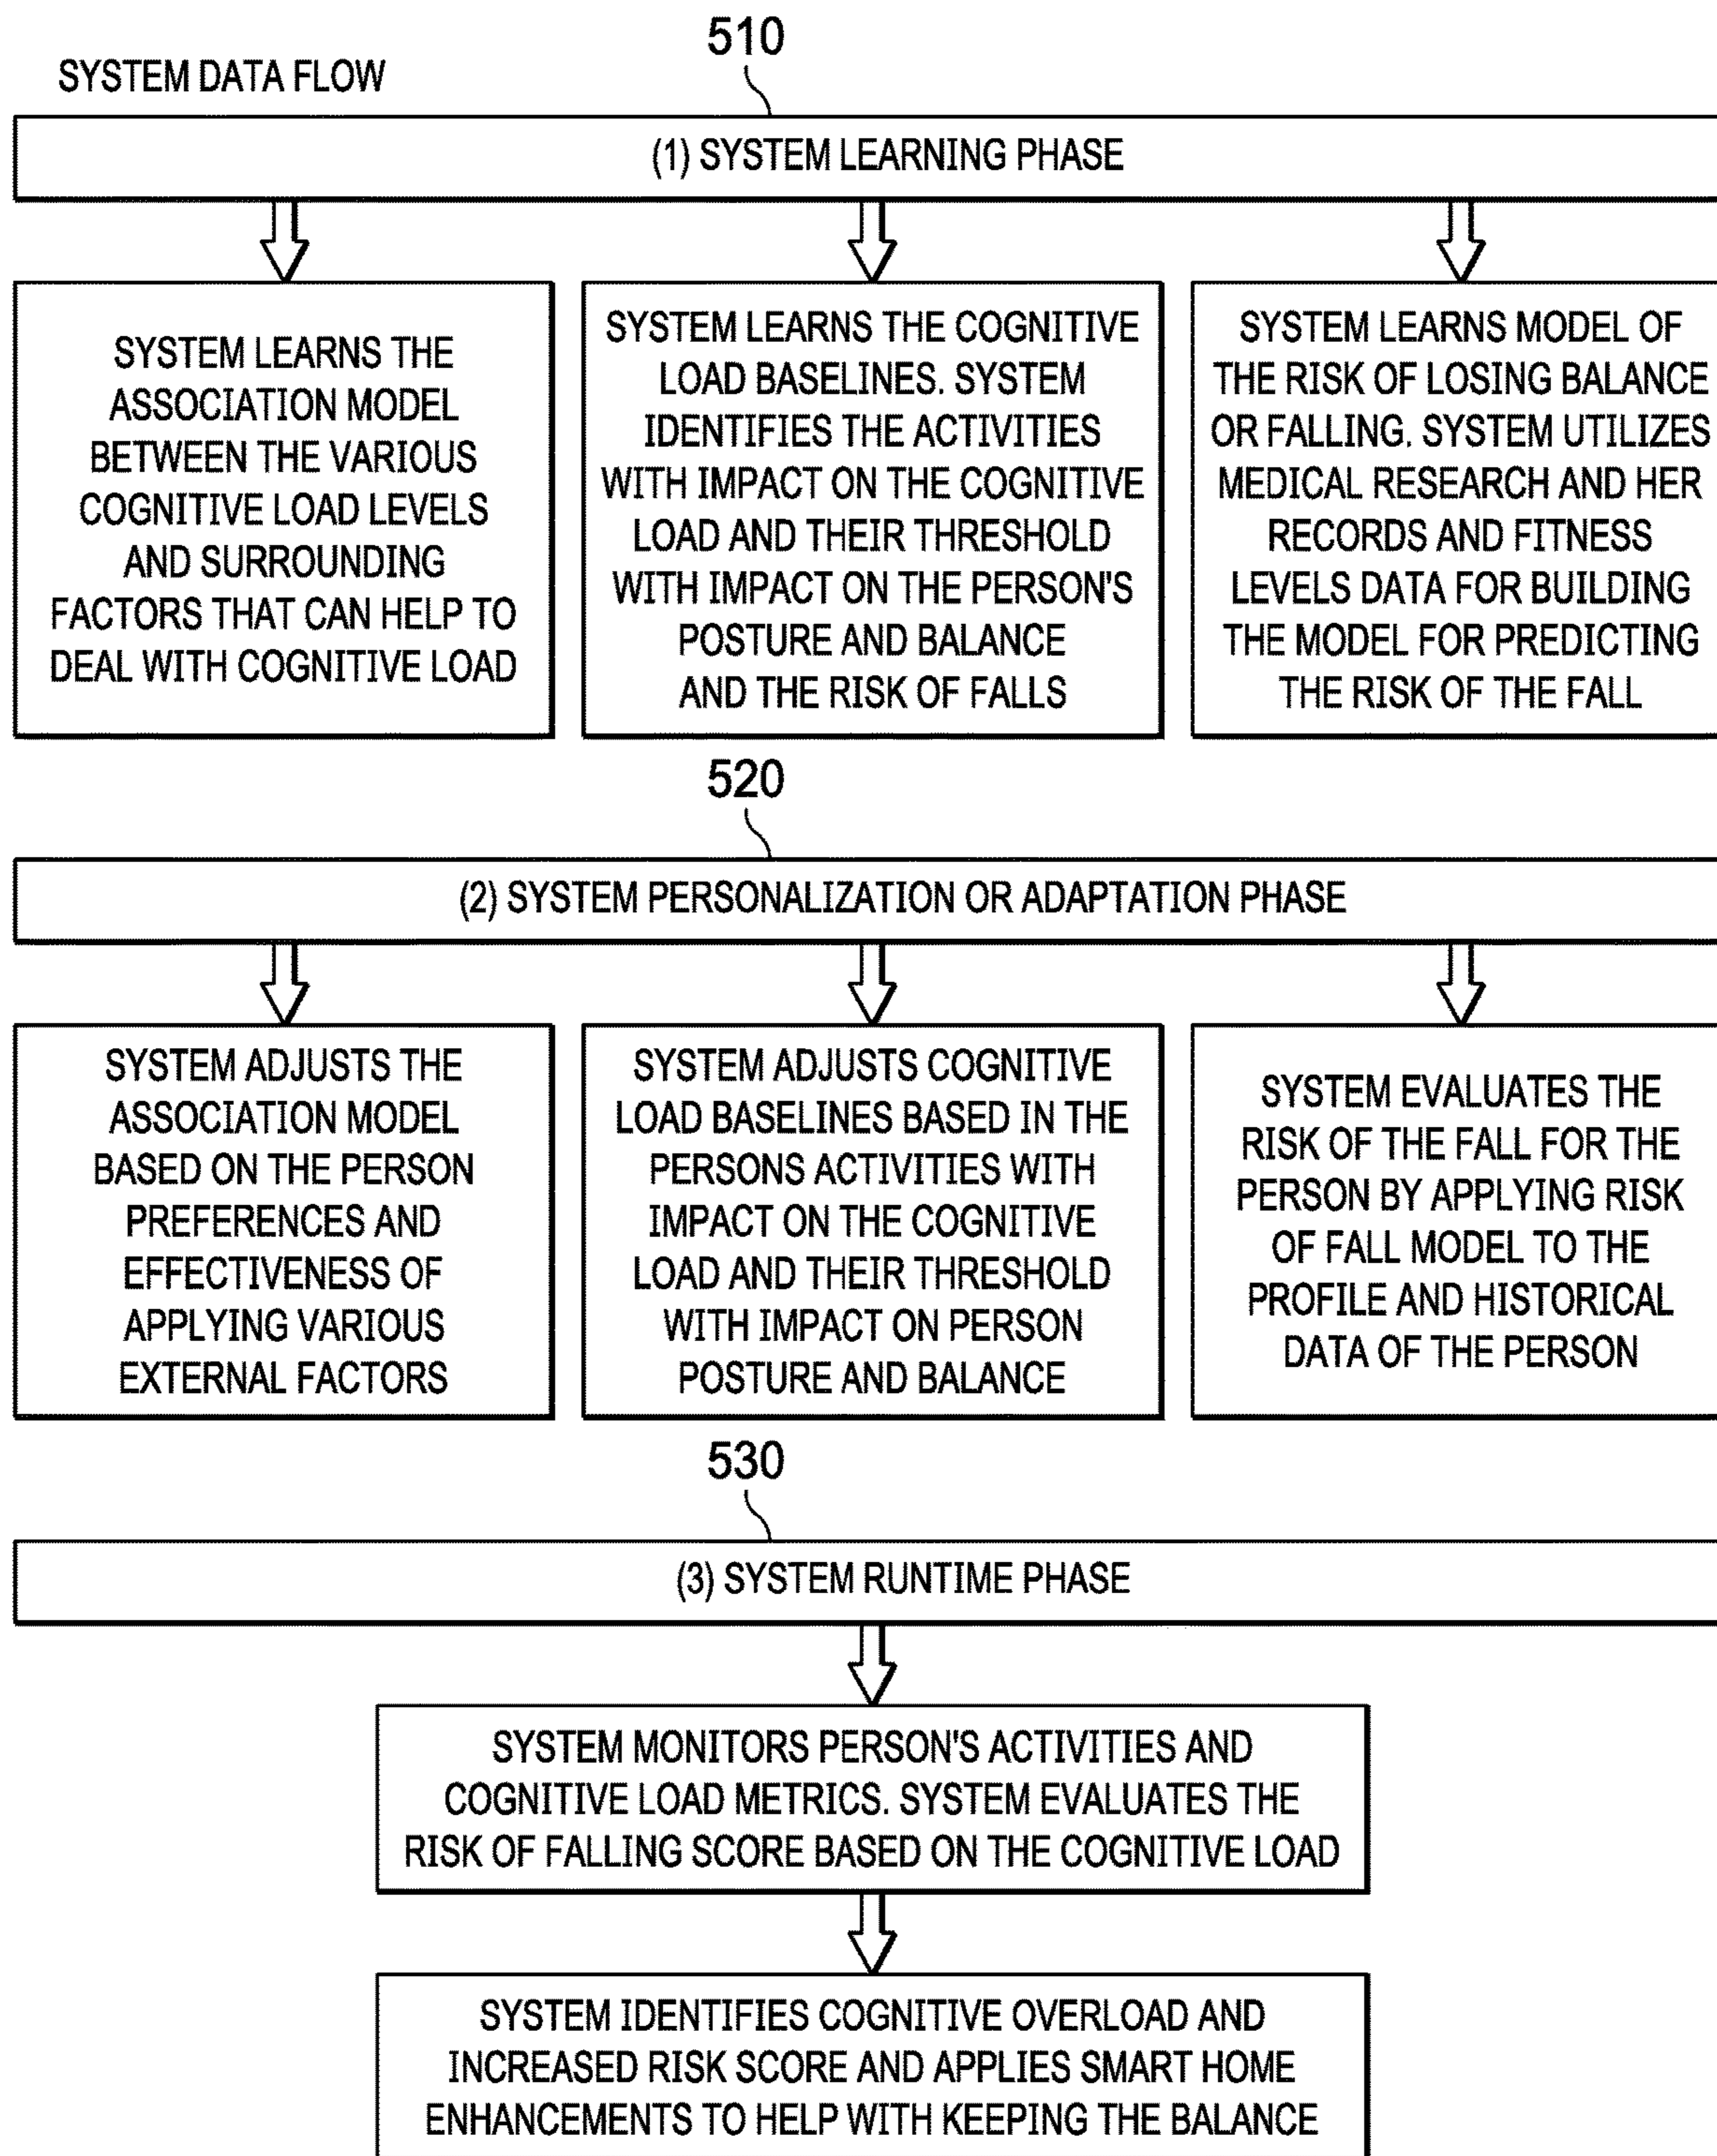 510
SYSTEM DATA FLOW
(1) SYSTEM LEARNING PHASE
SYSTEM LEARNS THE
ASSOCIATION MODEL
BETWEEN THE VARIOUS
COGNITIVE LOAD LEVELS
AND SURROUNDING
FACTORS THAT CAN HELP TO
DEAL WITH COGNITIVE LOAD
SYSTEM LEARNS THE COGNITIVE
LOAD BASELINES. SYSTEM
IDENTIFIES THE ACTIVITIES
WITH IMPACT ON THE COGNITIVE
LOAD AND THEIR THRESHOLD
WITH IMPACT ON THE PERSON'S
POSTURE AND BALANCE
AND THE RISK OF FALLS
SYSTEM LEARNS MODEL OF
THE RISK OF LOSING BALANCE
OR FALLING. SYSTEM UTILIZES
MEDICAL RESEARCH AND HER
RECORDS AND FITNESS
LEVELS DATA FOR BUILDING
THE MODEL FOR PREDICTING
THE RISK OF THE FALL
520
(2) SYSTEM PERSONALIZATION OR ADAPTATION PHASE
SYSTEM ADJUSTS THE
ASSOCIATION MODEL
BASED ON THE PERSON
PREFERENCES AND
EFFECTIVENESS OF
APPLYING VARIOUS
EXTERNAL FACTORS
SYSTEM ADJUSTS COGNITIVE
LOAD BASELINES BASED IN THE
PERSONS ACTIVITIES WITH
IMPACT ON THE COGNITIVE
LOAD AND THEIR THRESHOLD
WITH IMPACT ON PERSON
POSTURE AND BALANCE
SYSTEM EVALUATES THE
RISK OF THE FALL FOR THE
PERSON BY APPLYING RISK
OF FALL MODEL TO THE
PROFILE AND HISTORICAL
DATA OF THE PERSON
530
(3) SYSTEM RUNTIME PHASE
SYSTEM MONITORS PERSON'S ACTIVITIES AND
COGNITIVE LOAD METRICS. SYSTEM EVALUATES THE
RISK OF FALLING SCORE BASED ON THE COGNITIVE LOAD
SYSTEM IDENTIFIES COGNITIVE OVERLOAD AND
INCREASED RISK SCORE AND APPLIES SMART HOME
ENHANCEMENTS TO HELP WITH KEEPING THE BALANCE